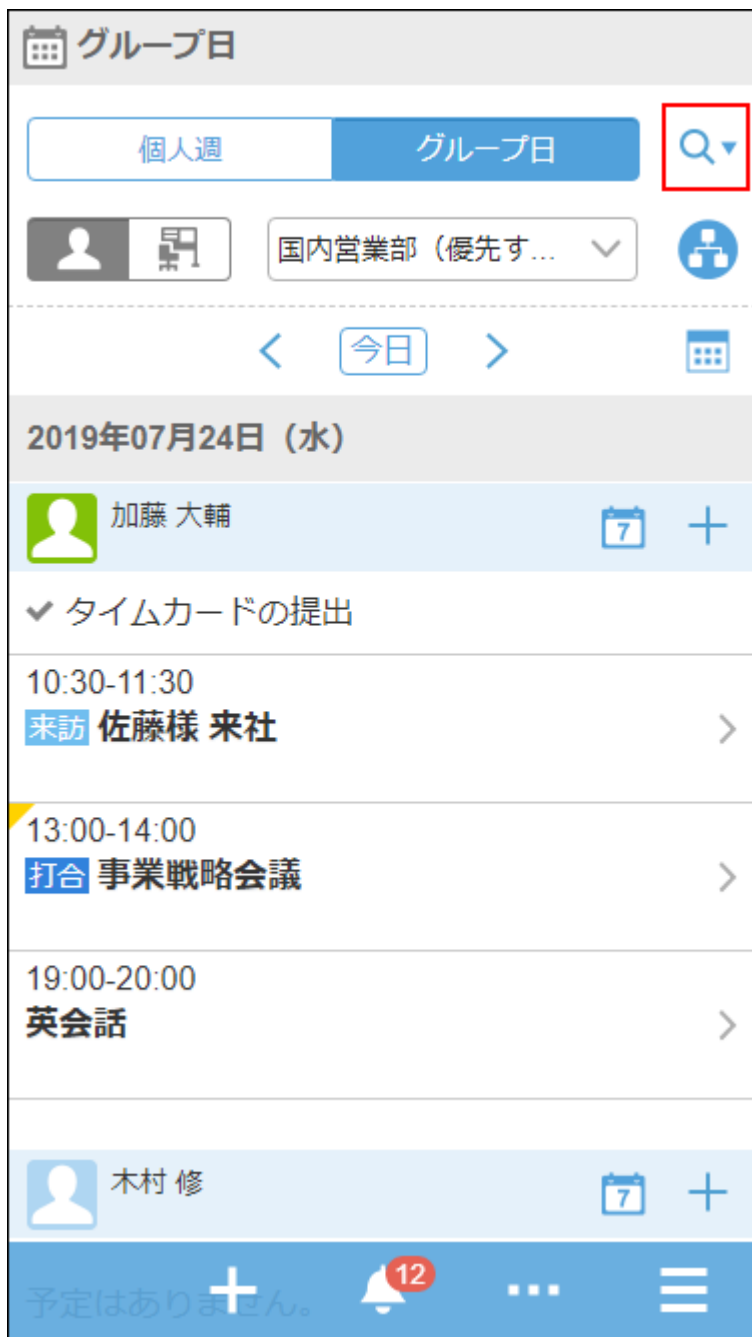 グループ日
個人週 グループ日
国内営業部（優先す...
今日
2019年07月24日（水）
加藤 大輔
7
タイムカードの提出
10:30-11:30
来訪 佐藤様 来社
13:00-14:00
打合 事業戦略会議
19:00-20:00
英会話
木村 修
7
12
予定はありません。